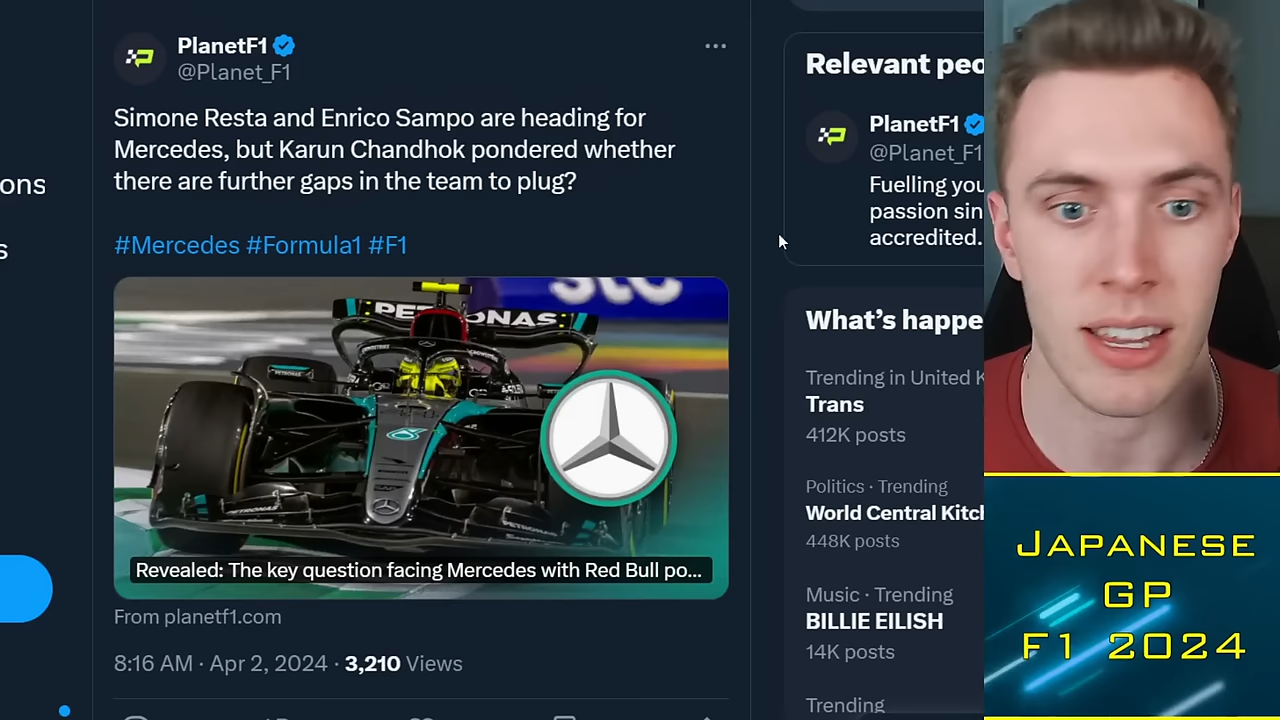 PlanetF1
@Planet_F1
Simone Resta and Enrico Sampo are heading for
Mercedes, but Karun Chandhok pondered whether
there are further gaps in the team to plug?
#Mercedes #Formula1 #F1
stc
PETRONAS
PETRONAS
PETRONAS
Revealed: The key question facing Mercedes with Red Bull po...
From planetf1.com
8:16 AM · Apr 2, 2024 · 3,210 Views
ons
s
Relevant peo
PlanetF1
@Planet_F1
Fuelling you
passion sin
accredited.
What's happe
Trending in United K
Trans
412K posts
Politics · Trending
World Central Kitch
448K posts
Music · Trending
BILLIE EILISH
14K posts
Trending
JAPANESE
GP
F1 2024